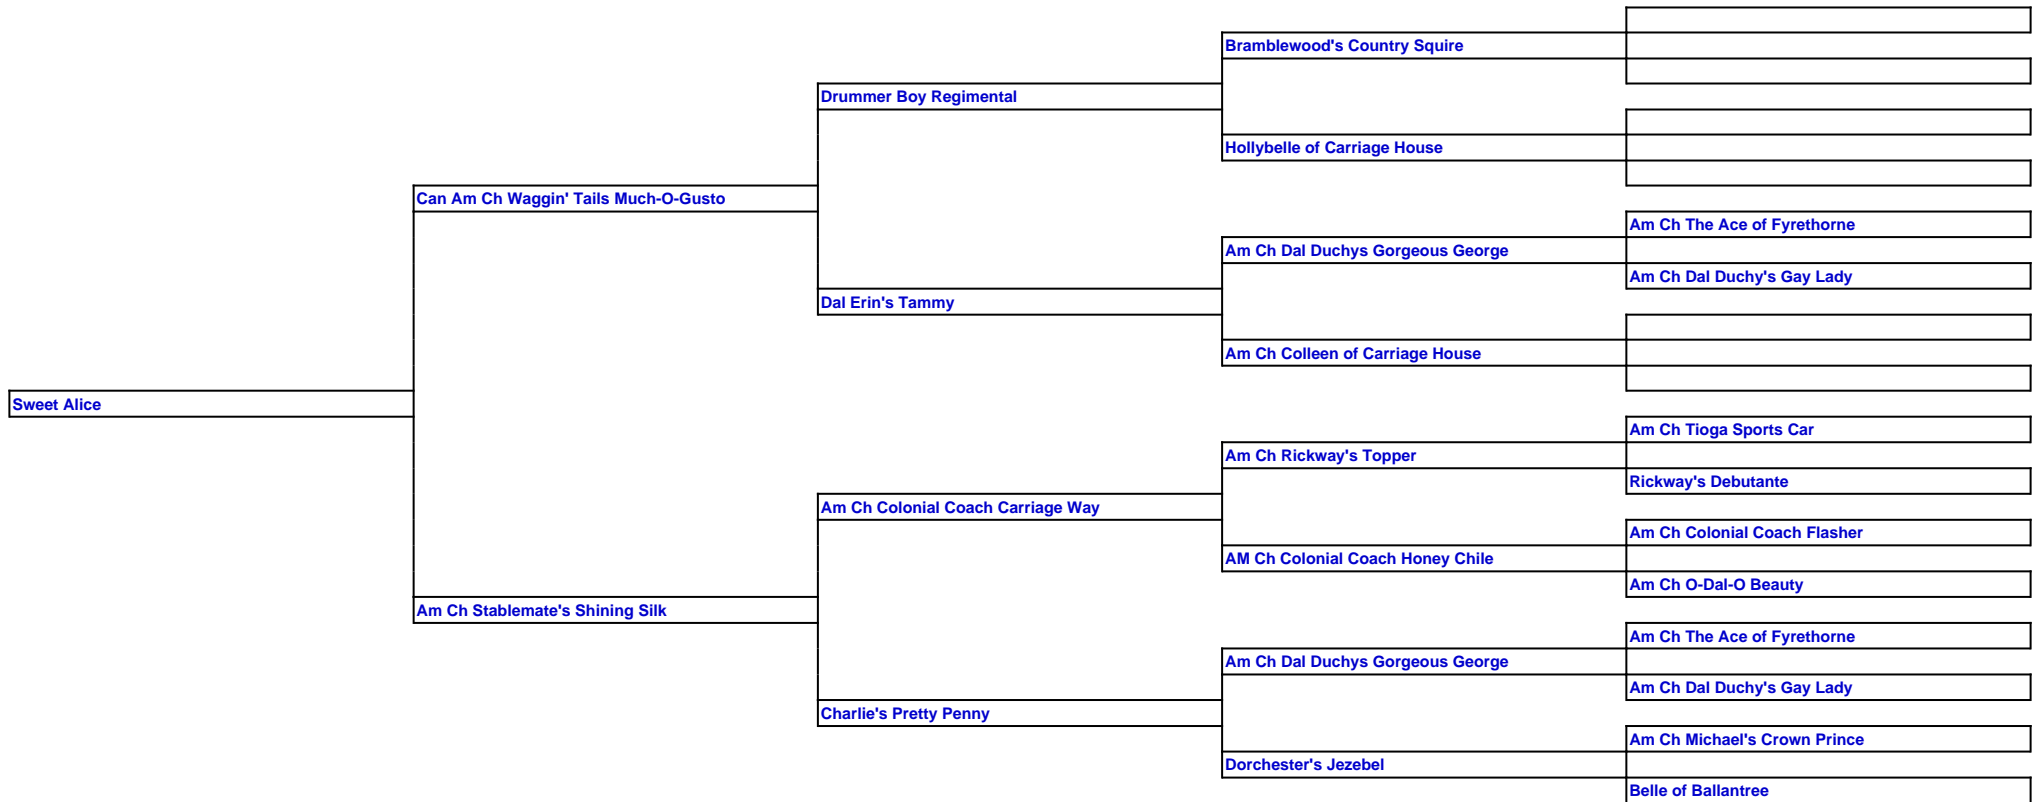 Bramblewood's Country Squire
Drummer Boy Regimental
Hollybelle of Carriage House
Can Am Ch Waggin' Tails Much-O-Gusto
Am Ch The Ace of Fyrethorne
Am Ch Dal Duchys Gorgeous George
Am Ch Dal Duchy's Gay Lady
Dal Erin's Tammy
Am Ch Colleen of Carriage House
Sweet Alice
Am Ch Tioga Sports Car
Am Ch Rickway's Topper
Rickway's Debutante
Am Ch Colonial Coach Carriage Way
Am Ch Colonial Coach Flasher
AM Ch Colonial Coach Honey Chile
Am Ch O-Dal-O Beauty
Am Ch Stablemate's Shining Silk
Am Ch The Ace of Fyrethorne
Am Ch Dal Duchys Gorgeous George
Am Ch Dal Duchy's Gay Lady
Charlie's Pretty Penny
Am Ch Michael's Crown Prince
Dorchester's Jezebel
Belle of Ballantree